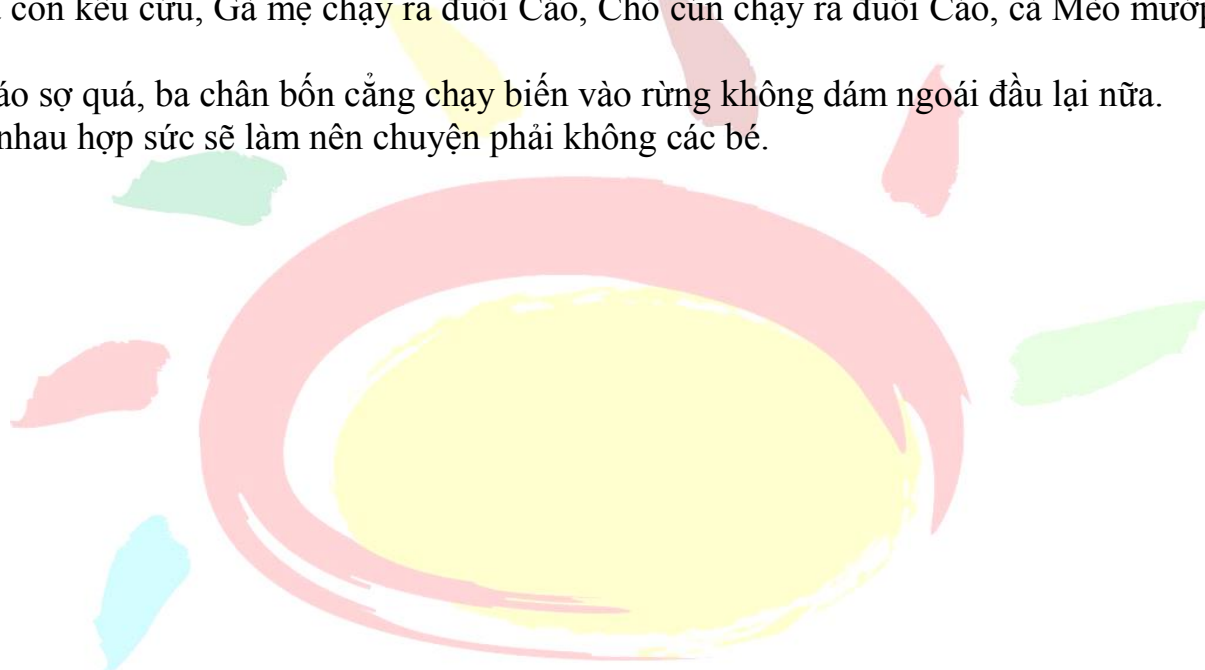 con kêu cứu, Gà mẹ chạy ra đuổi Cáo, Chó cún chạy ra đuổi Cáo, cả Mèo mướp
áo sợ quá, ba chân bốn cẳng chạy biến vào rừng không dám ngoái đầu lại nữa.
nhau hợp sức sẽ làm nên chuyện phải không các bé.